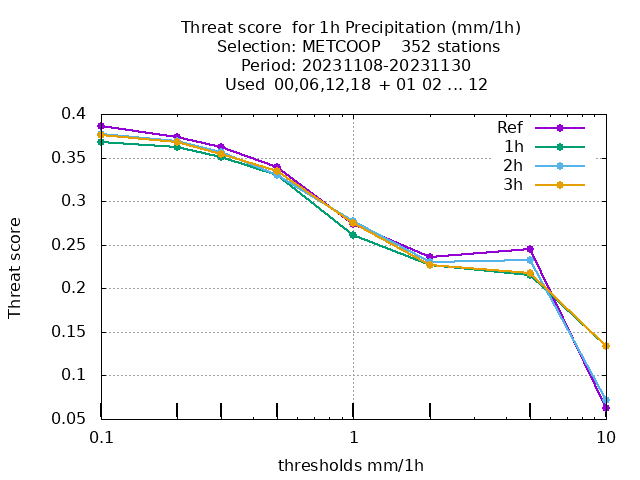 Threat score  for 1h Precipitation (mm/1h)
Selection: METCOOP    352 stations
Period: 20231108-20231130
Used  00,06,12,18  + 01 02 ... 12
Ref
1h
2h
3h
0.4
0.35
0.3
0.25
0.2
0.15
0.1
0.05
Threat score
0.1
1
10
thresholds mm/1h